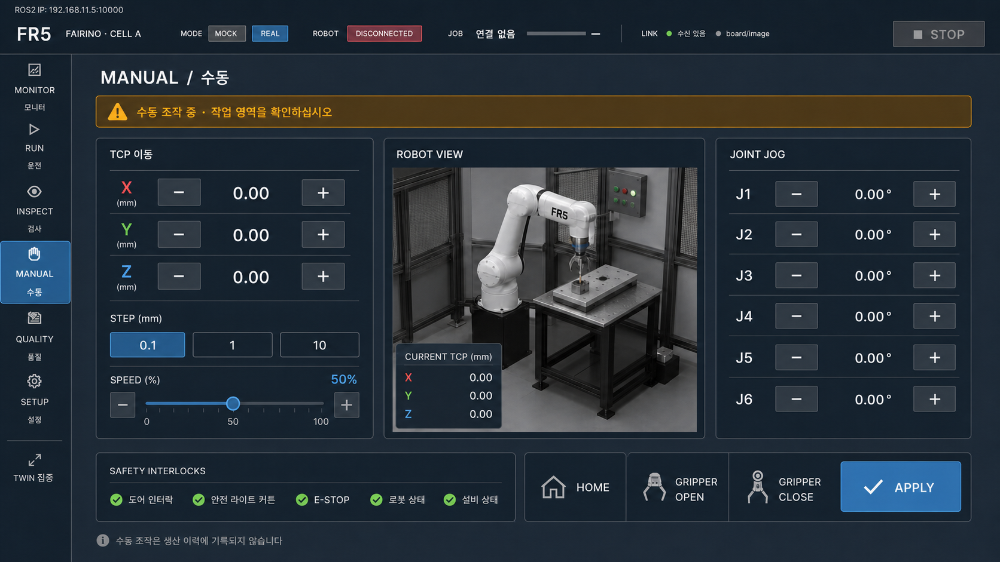 ROS2 IP: 192.168.11.5:10000
FR5 FAIRINO · CELL A MODE MOCK REAL ROBOT DISCONNECTED JOB 연결 없음 — LINK 수신 있음 board/image STOP
MONITOR
모니터
RUN
운전
INSPECT
검사
MANUAL
수동
QUALITY
품질
SETUP
설정
TWIN 집중
MANUAL / 수동
수동 조작 중 · 작업 영역을 확인하십시오
TCP 이동
X − 0.00 +
(mm)
Y − 0.00 +
(mm)
Z − 0.00 +
(mm)
STEP (mm)
0.1 1 10
SPEED (%) 50%
− +
0 50 100
ROBOT VIEW
FR5
CURRENT TCP (mm)
X 0.00
Y 0.00
Z 0.00
JOINT JOG
J1 − 0.00° +
J2 − 0.00° +
J3 − 0.00° +
J4 − 0.00° +
J5 − 0.00° +
J6 − 0.00° +
SAFETY INTERLOCKS
도어 인터락 안전 라이트 커튼 E-STOP 로봇 상태 설비 상태
HOME
GRIPPER
OPEN
GRIPPER
CLOSE
APPLY
수동 조작은 생산 이력에 기록되지 않습니다